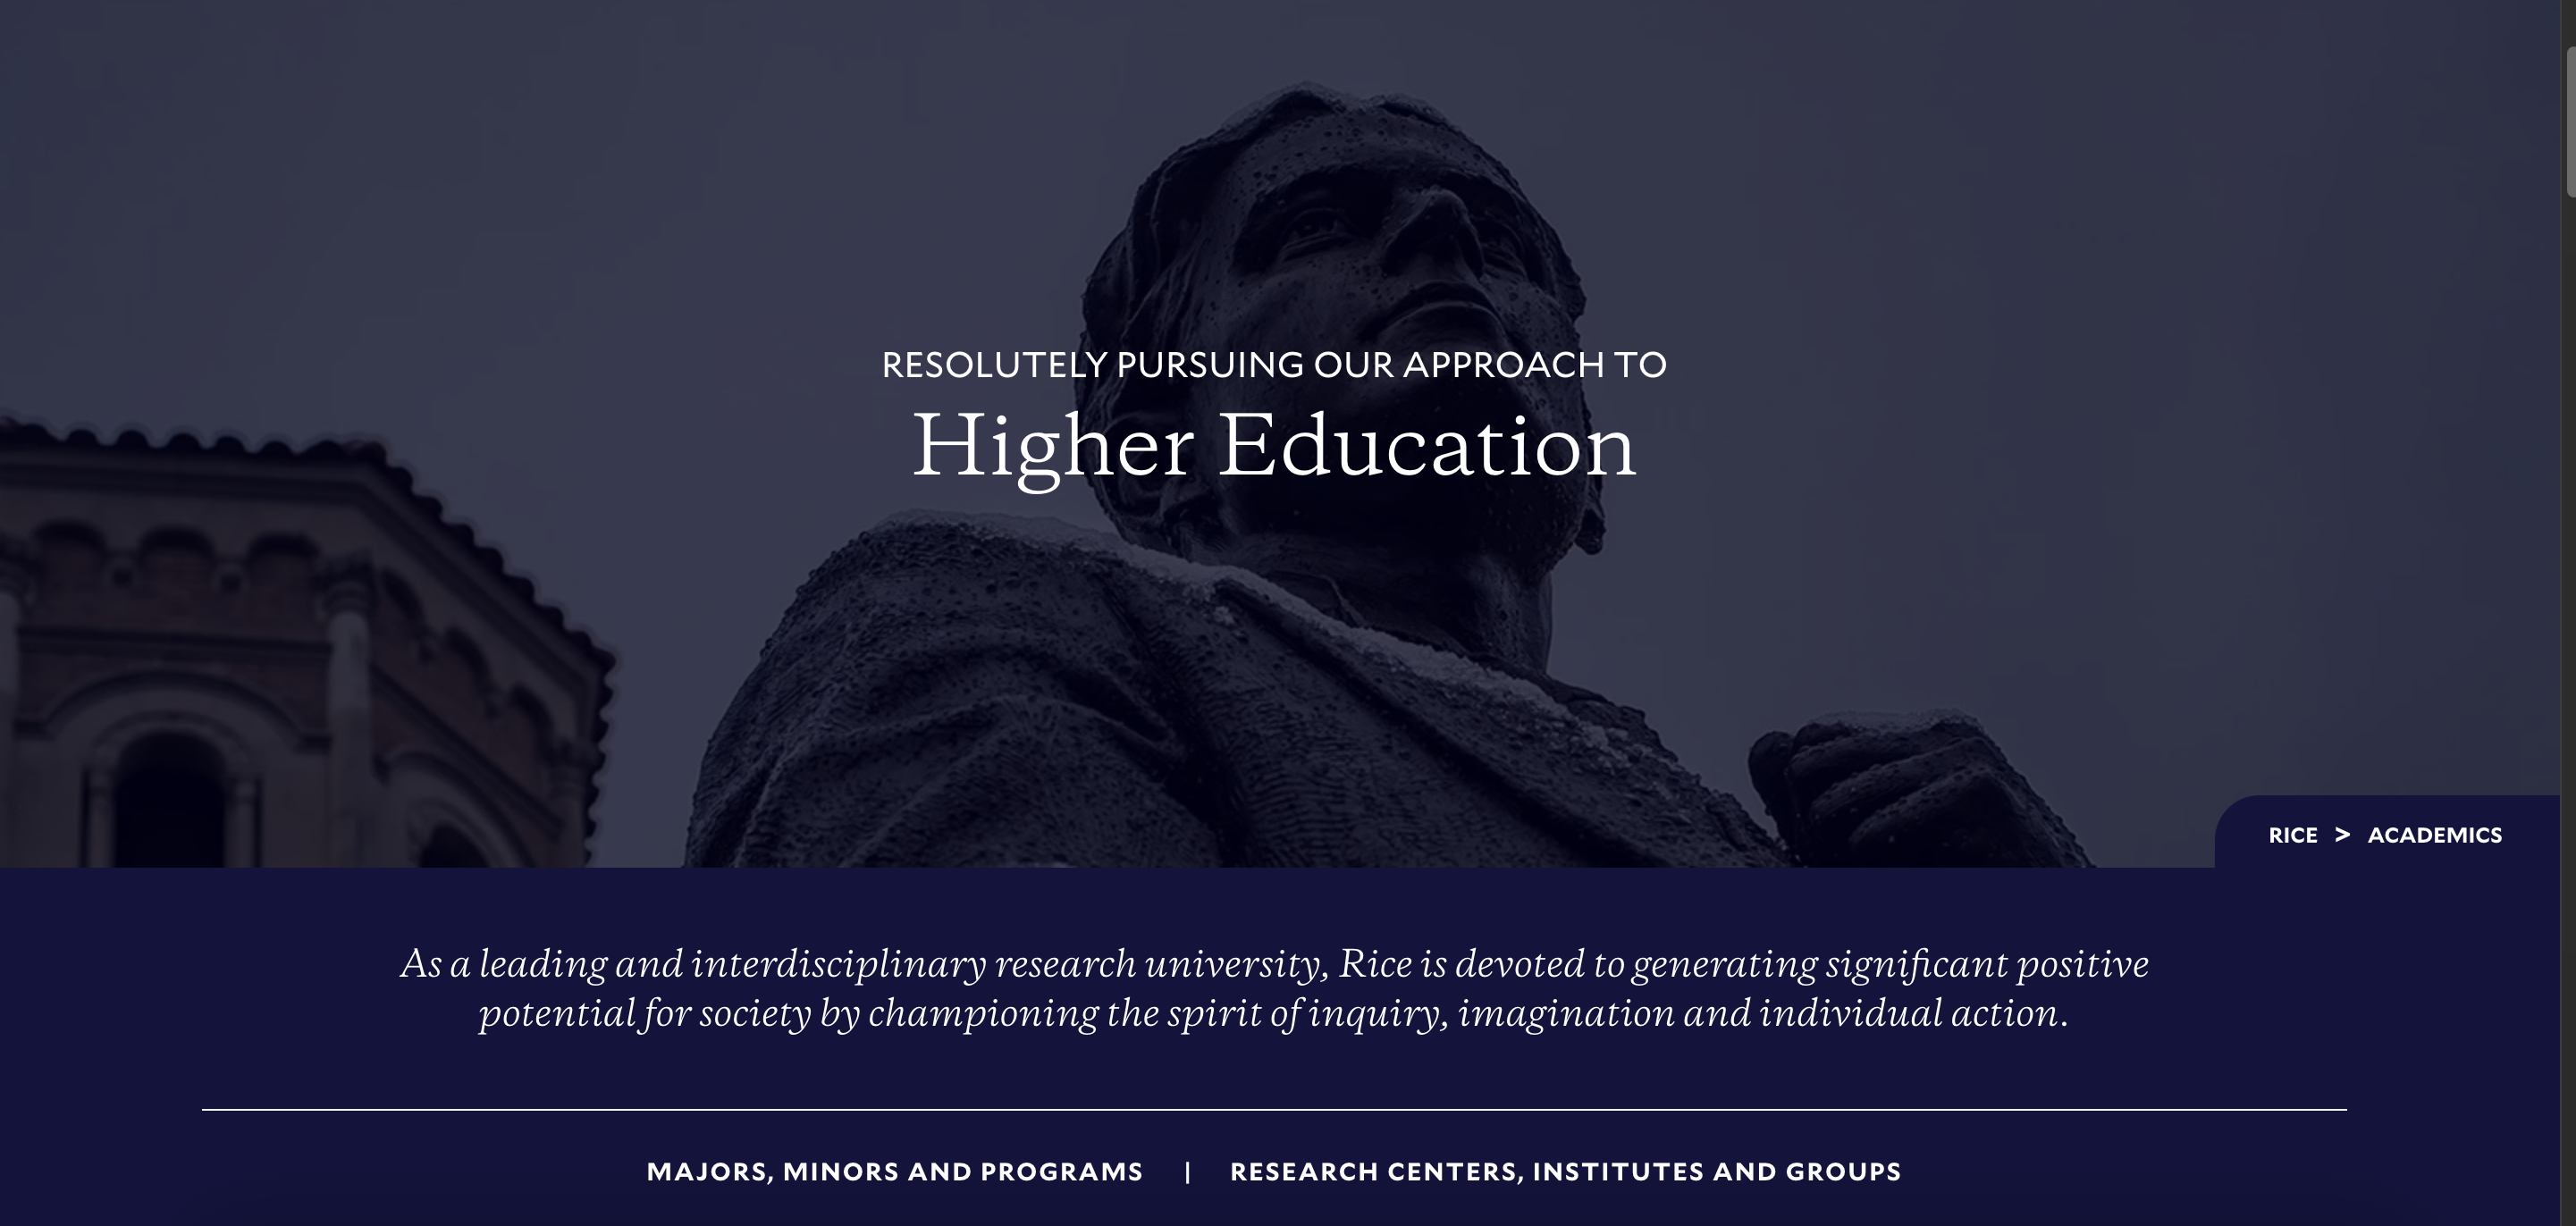 RESOLUTELY PURSUING OUR APPROACH TO
Higher Education
RICE > ACADEMICS
As a leading and interdisciplinary research university, Rice is devoted to generating significant positive
potential for society by championing the spirit of inquiry, imagination and individual action.
MAJORS, MINORS AND PROGRAMS | RESEARCH CENTERS, INSTITUTES AND GROUPS